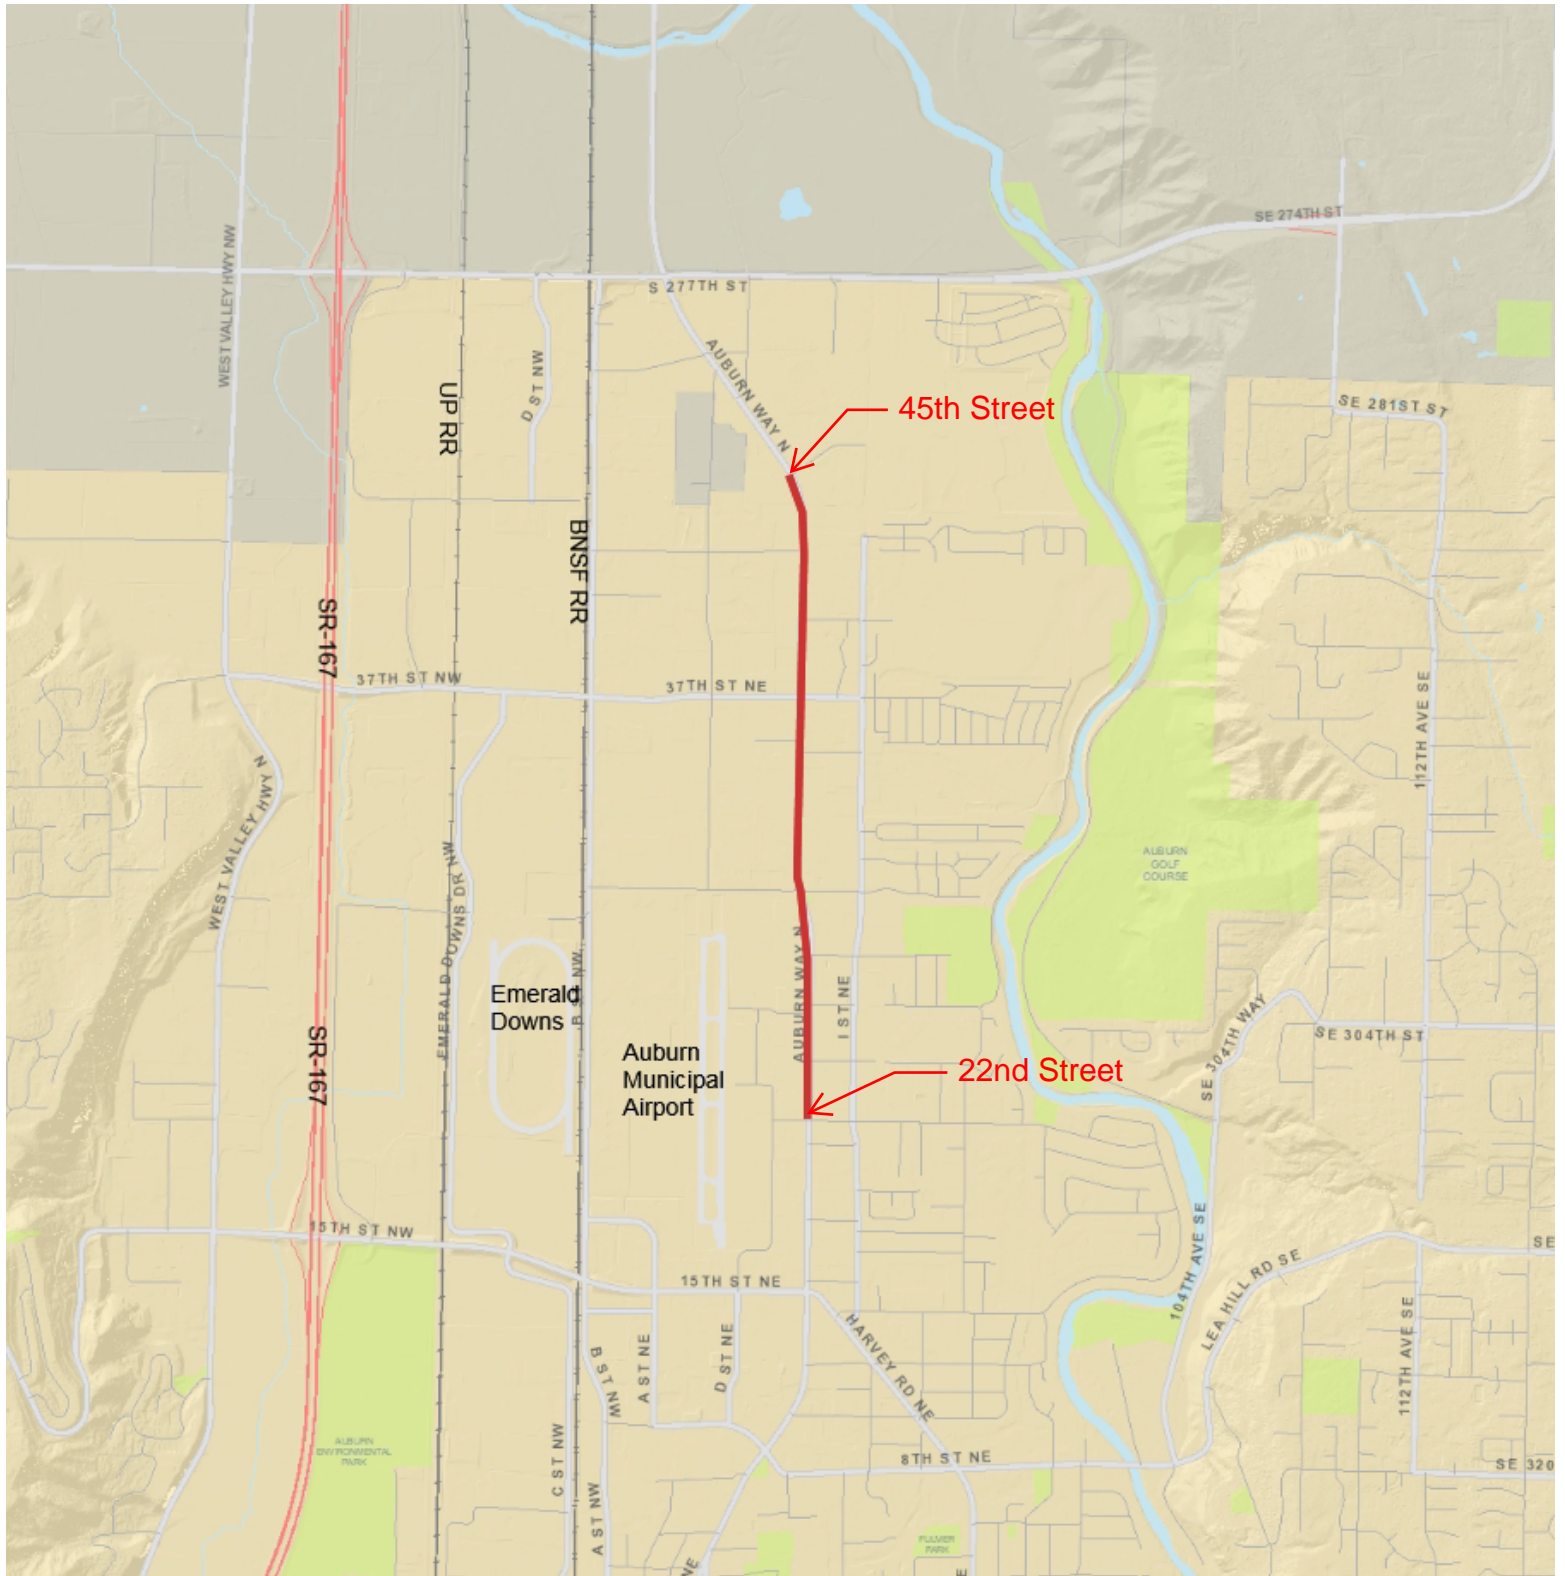 SE 274TH ST
WEST VALLEY HWY NW
S 277TH ST
AUBURN WAY N
D ST NW
UP RR
45th Street
SE 281ST ST
BNSF RR
SR-167
37TH ST NW
37TH ST NE
112TH AVE SE
WEST VALLEY HWY N
AUBURN
GOLF
COURSE
EMERALD DOWNS DR NW
Emerald
Downs
B ST NW
AUBURN WAY N
I ST NE
SE 304TH WAY
SE 304TH ST
SR-167
Auburn
Municipal
Airport
22nd Street
15TH ST NW
104TH AVE SE
SE
LEA HILL RD SE
15TH ST NE
HARVEY RD NE
B ST NW
A ST NE
D ST NE
112TH AVE SE
AUBURN
ENVIRONMENTAL
PARK
C ST NW
A ST NW
8TH ST NE
SE 320
FULMER
PARK
VE
E